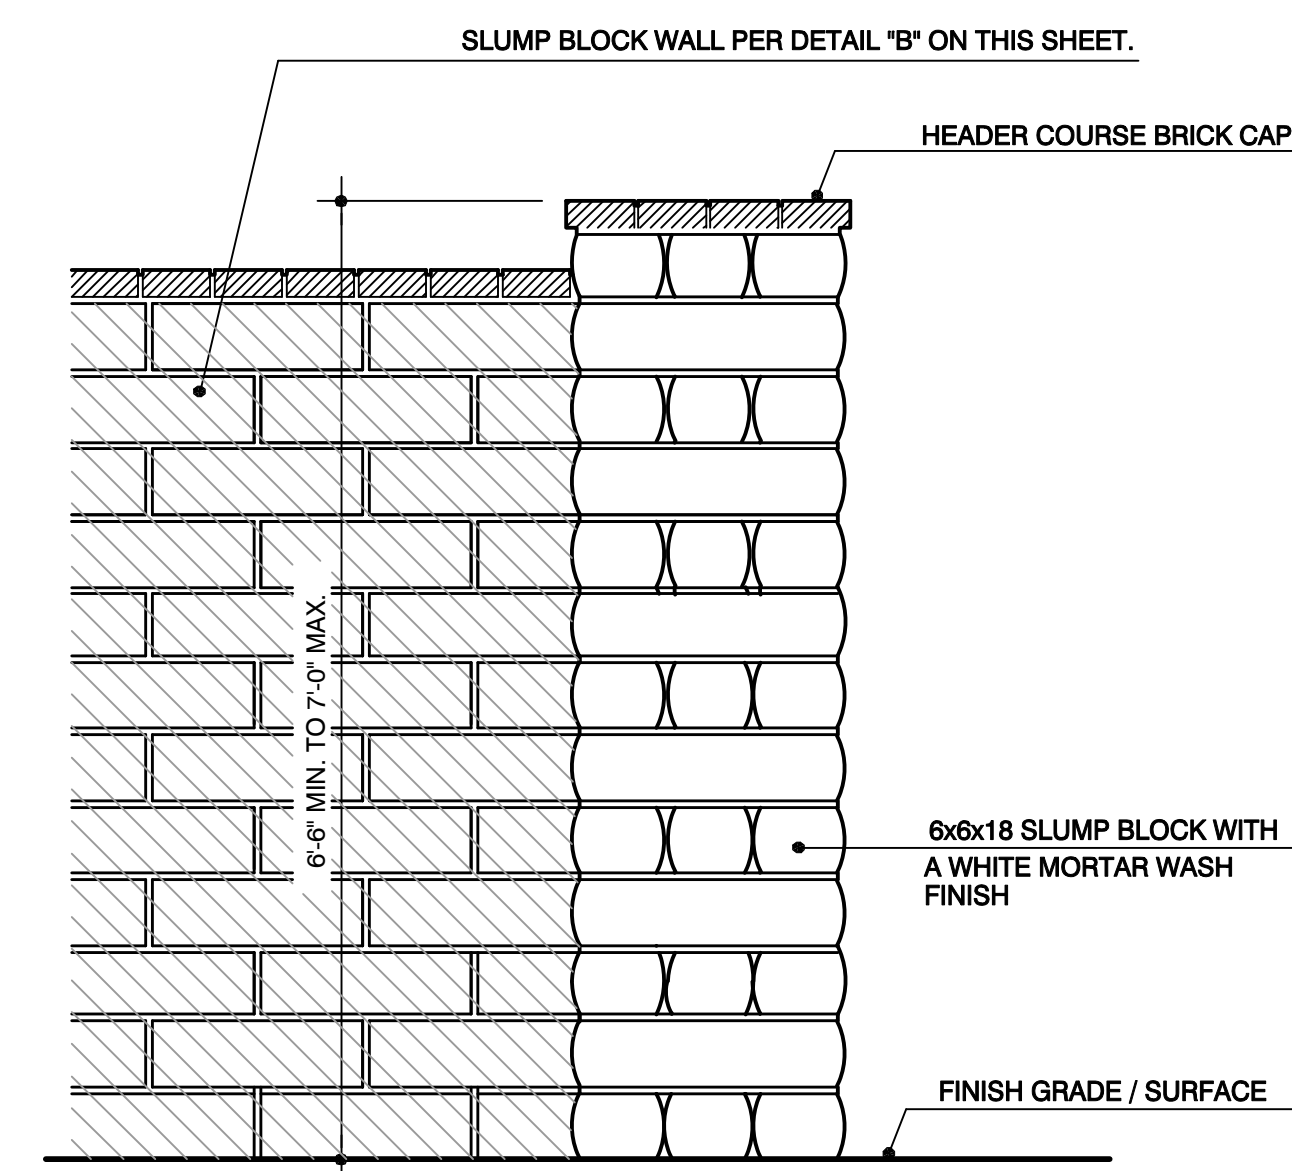 SLUMP BLOCK WALL PER DETAIL "B" ON THIS SHEET.
HEADER COURSE BRICK CAP
6'-6" MIN. TO 7'-0" MAX.
6x6x18 SLUMP BLOCK WITH
A WHITE MORTAR WASH
FINISH
FINISH GRADE / SURFACE